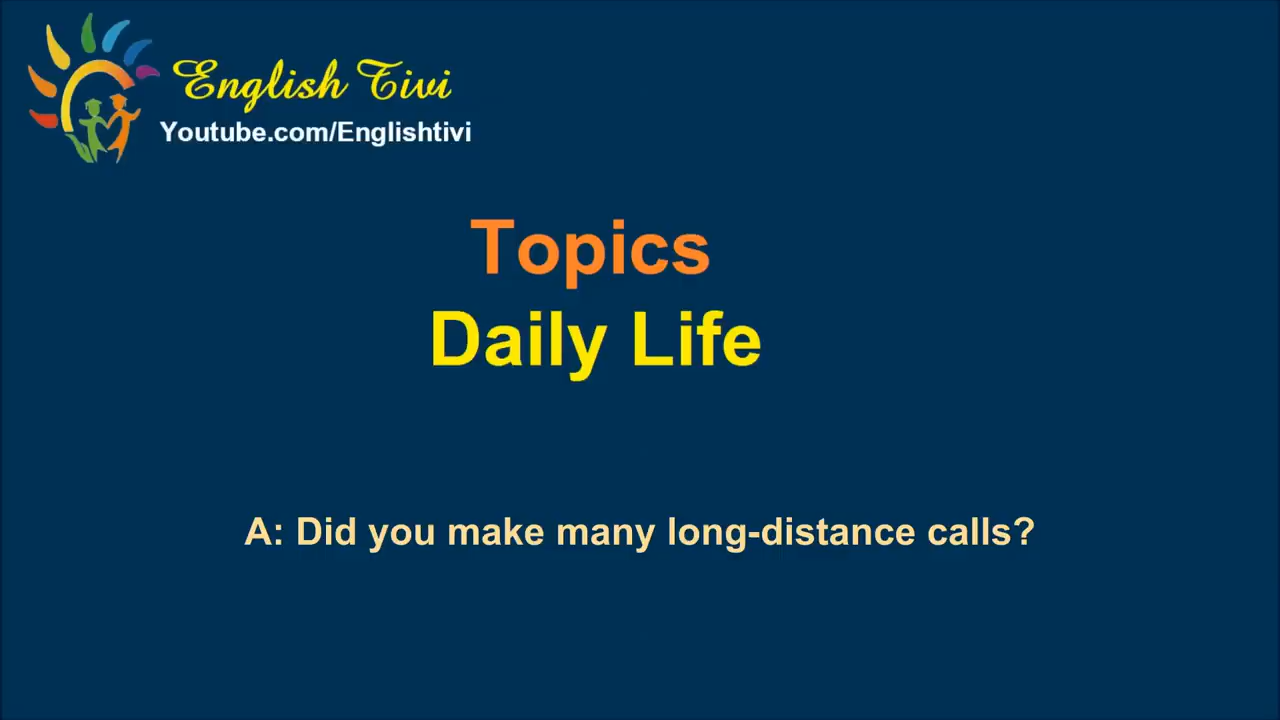 English Tivi
Youtube.com/Englishtivi
Topics
Daily Life
A: Did you make many long-distance calls?